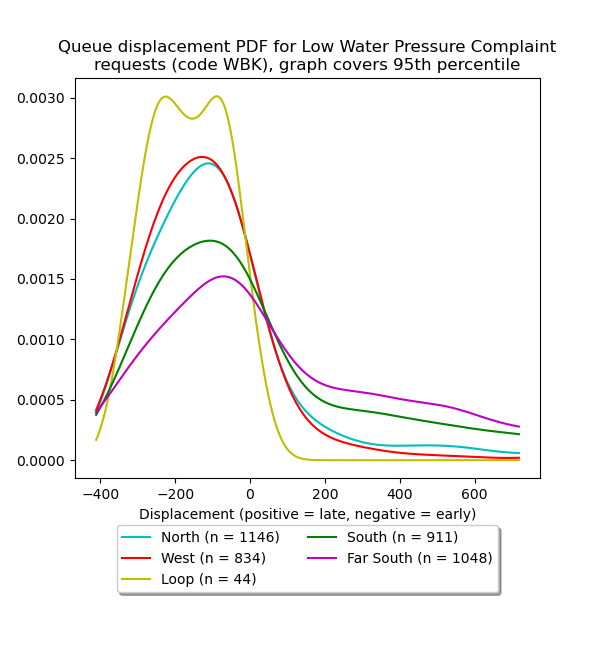 Queue displacement PDF for Low Water Pressure Complaint
requests (code WBK), graph covers 95th percentile
0.0030
0.0025
0.0020
0.0015
0.0010
0.0005
0.0000
−400 −200 0 200 400 600
Displacement (positive = late, negative = early)
North (n = 1146) South (n = 911)
West (n = 834) Far South (n = 1048)
Loop (n = 44)